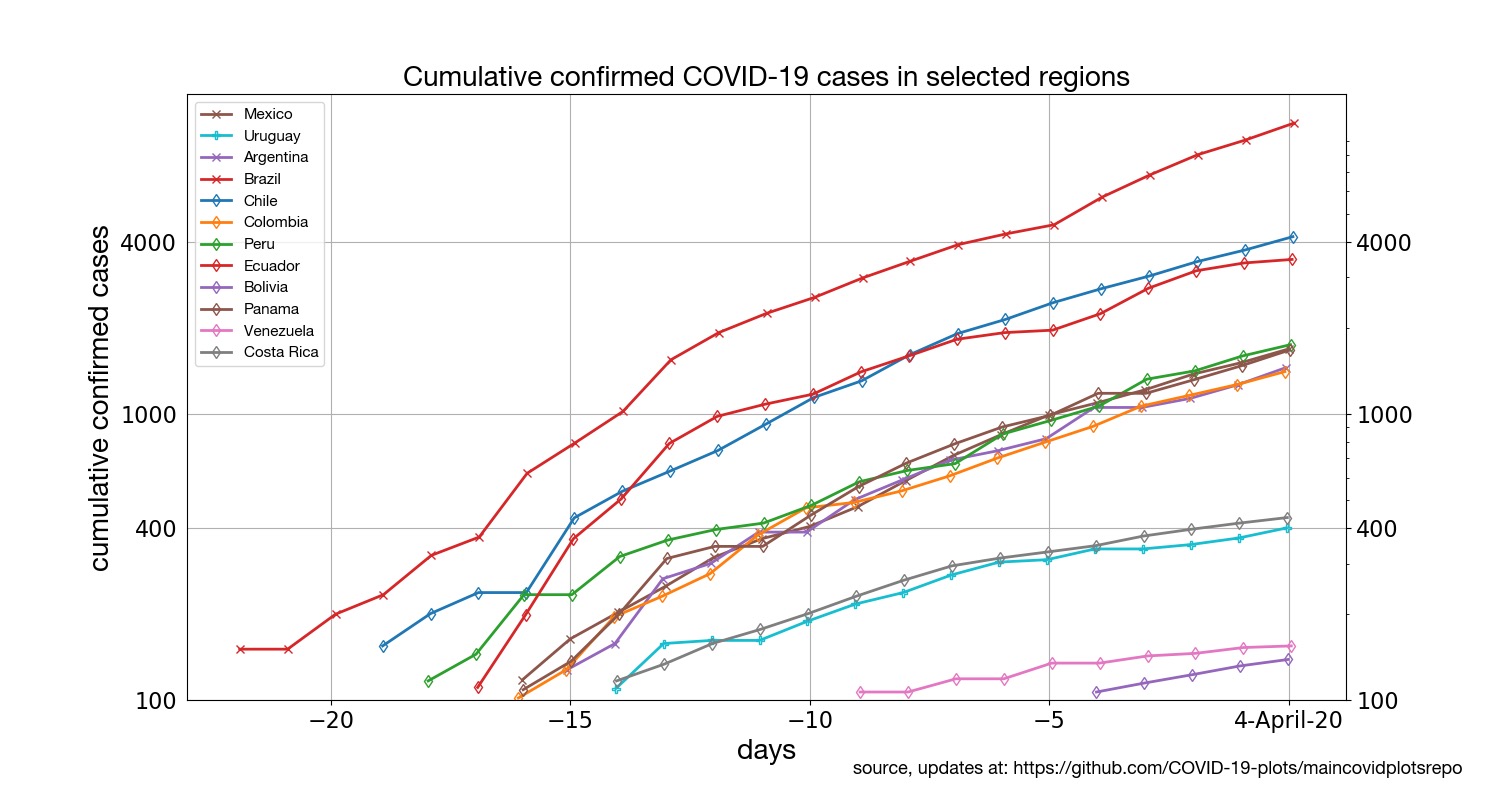 Cumulative confirmed COVID-19 cases in selected regions
Mexico
Uruguay
Argentina
Brazil
Chile
Colombia
Peru
Ecuador
Bolivia
Panama
Venezuela
Costa Rica
cumulative confirmed cases
4000
1000
400
100
4000
1000
400
100
−20
−15
−10
−5
4-April-20
days
source, updates at: https://github.com/COVID-19-plots/maincovidplotsrepo